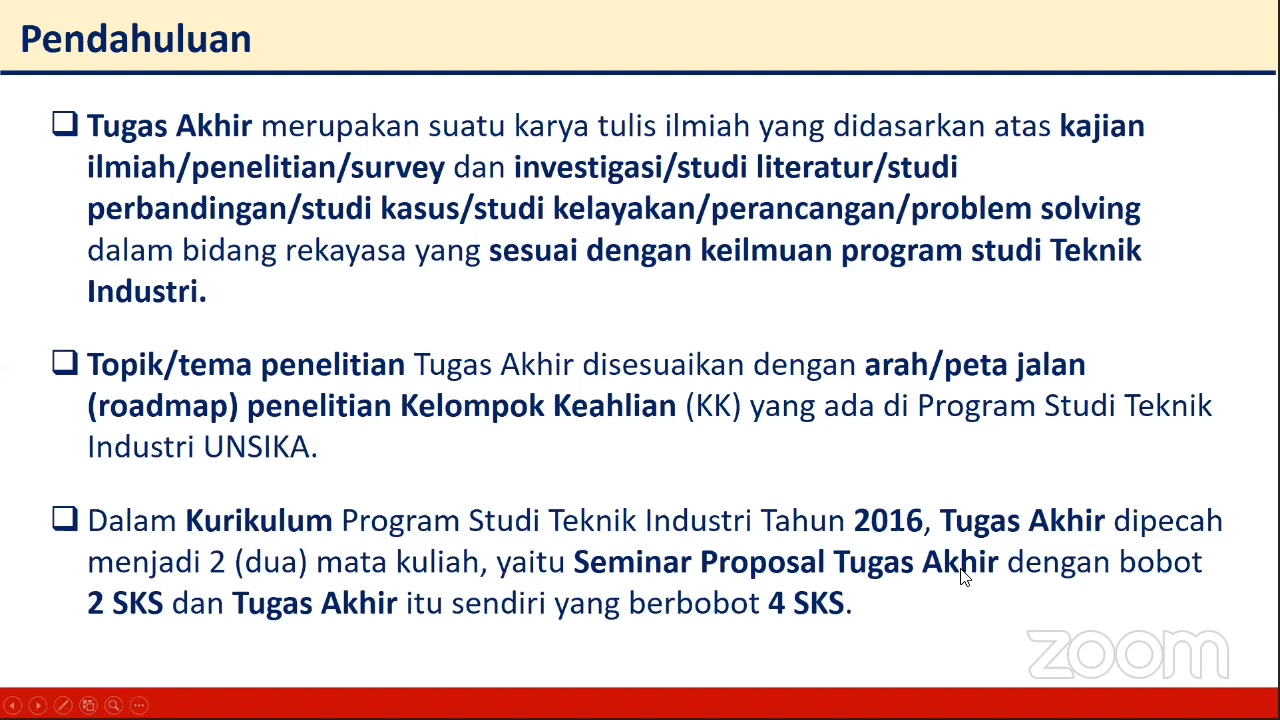 Pendahuluan
Tugas Akhir merupakan suatu karya tulis ilmiah yang didasarkan atas kajian
ilmiah/penelitian/survey dan investigasi/studi literatur/studi
perbandingan/studi kasus/studi kelayakan/perancangan/problem solving
dalam bidang rekayasa yang sesuai dengan keilmuan program studi Teknik
Industri.
Topik/tema penelitian Tugas Akhir disesuaikan dengan arah/peta jalan
(roadmap) penelitian Kelompok Keahlian (KK) yang ada di Program Studi Teknik
Industri UNSIKA.
Dalam Kurikulum Program Studi Teknik Industri Tahun 2016, Tugas Akhir dipecah
menjadi 2 (dua) mata kuliah, yaitu Seminar Proposal Tugas Akhir dengan bobot
2 SKS dan Tugas Akhir itu sendiri yang berbobot 4 SKS.
zoom